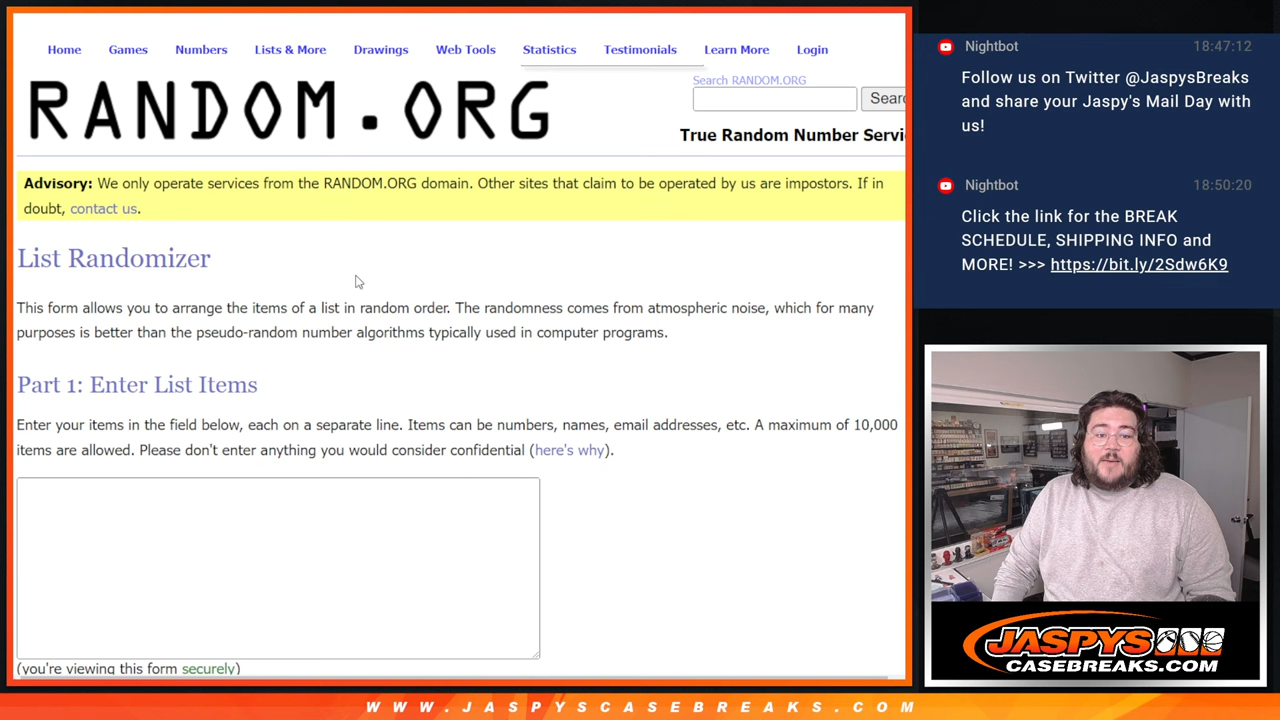 Home Games Numbers Lists & More Drawings Web Tools Statistics Testimonials Learn More Login
RANDOM.ORG
Search RANDOM.ORG
Sear
True Random Number Servi
Advisory: We only operate services from the RANDOM.ORG domain. Other sites that claim to be operated by us are impostors. If in
doubt, contact us.
List Randomizer
This form allows you to arrange the items of a list in random order. The randomness comes from atmospheric noise, which for many
purposes is better than the pseudo-random number algorithms typically used in computer programs.
Part 1: Enter List Items
Enter your items in the field below, each on a separate line. Items can be numbers, names, email addresses, etc. A maximum of 10,000
items are allowed. Please don't enter anything you would consider confidential (here's why).
(you're viewing this form securely)
Nightbot 18:47:12
Follow us on Twitter @JaspysBreaks
and share your Jaspy's Mail Day with
us!
Nightbot 18:50:20
Click the link for the BREAK
SCHEDULE, SHIPPING INFO and
MORE! >>> https://bit.ly/2Sdw6K9
JASPYS
CASEBREAKS.COM
WWW.JASPYSCASEBREAKS.COM